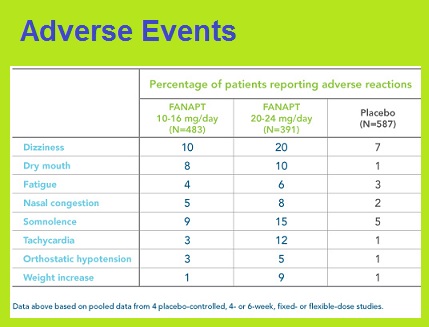 Adverse Events
Percentage of patients reporting adverse reactions
FANAPT 10-16 mg/day (N=483) FANAPT 20-24 mg/day (N=391) Placebo (N=587)
Dizziness 10 20 7
Dry mouth 8 10 1
Fatigue 4 6 3
Nasal congestion 5 8 2
Somnolence 9 15 5
Tachycardia 3 12 1
Orthostatic hypotension 3 5 1
Weight increase 1 9 1
Data above based on pooled data from 4 placebo-controlled, 4- or 6-week, fixed- or flexible-dose studies.